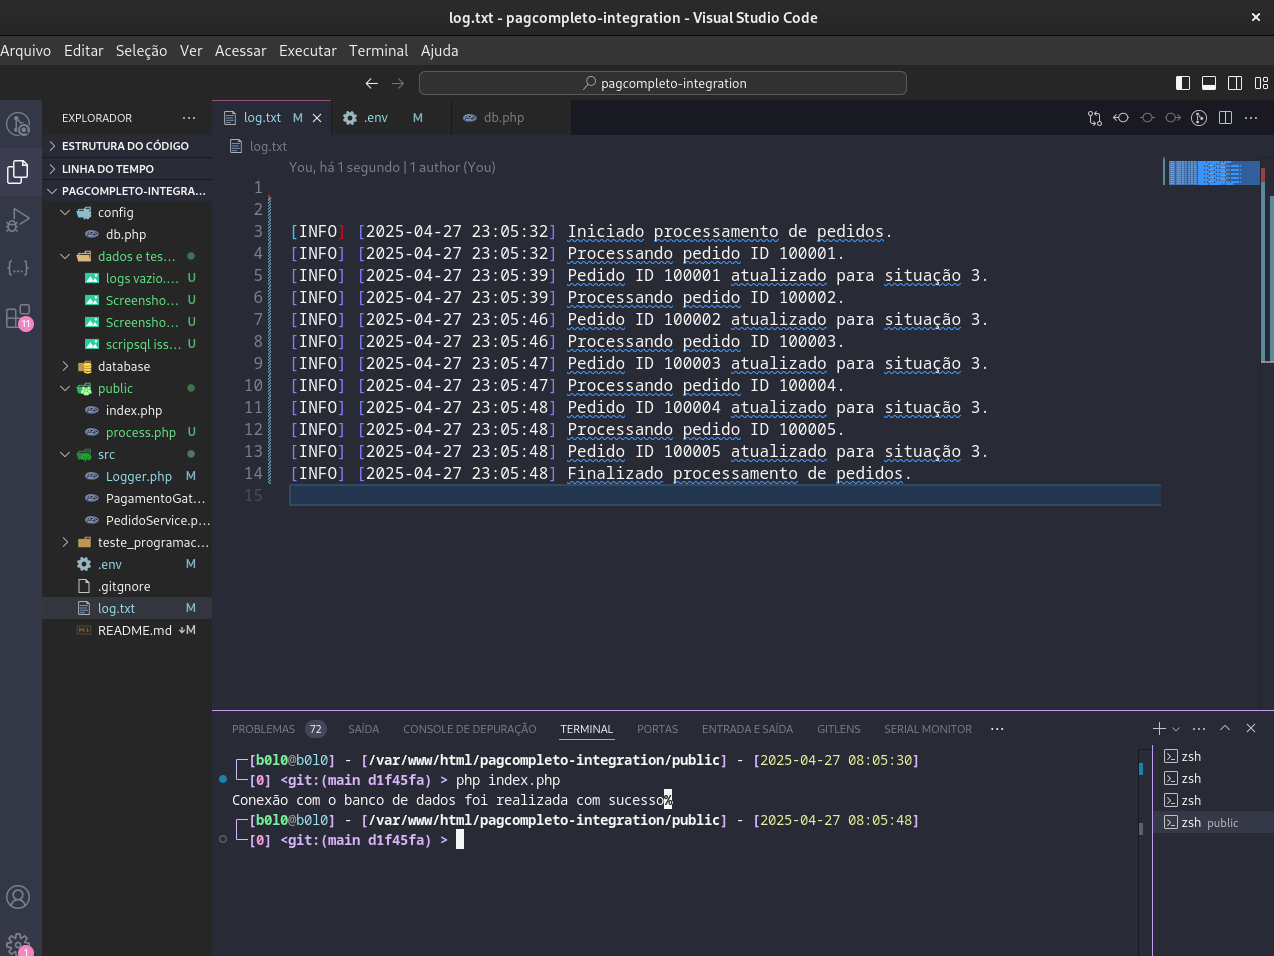 log.txt - pagcompleto-integration - Visual Studio Code
Arquivo Editar Seleção Ver Acessar Executar Terminal Ajuda
pagcompleto-integration
EXPLORADOR
log.txt M
.env M
db.php
ESTRUTURA DO CÓDIGO
LINHA DO TEMPO
PAGCOMPLETO-INTEGRA...
config
db.php
dados e tes...
logs vazio.... U
Screensho... U
Screensho... U
scripsql iss... U
database
public
index.php
process.php U
src
Logger.php M
PagamentoGat...
PedidoService.p...
teste_programac...
.env M
.gitgnore
log.txt M
README.md ↓M
11
1
log.txt
You, há 1 segundo | 1 author (You)
1
2
3 [INFO] [2025-04-27 23:05:32] Iniciado processamento de pedidos.
4 [INFO] [2025-04-27 23:05:32] Processando pedido ID 100001.
5 [INFO] [2025-04-27 23:05:39] Pedido ID 100001 atualizado para situação 3.
6 [INFO] [2025-04-27 23:05:39] Processando pedido ID 100002.
7 [INFO] [2025-04-27 23:05:46] Pedido ID 100002 atualizado para situação 3.
8 [INFO] [2025-04-27 23:05:46] Processando pedido ID 100003.
9 [INFO] [2025-04-27 23:05:47] Pedido ID 100003 atualizado para situação 3.
10 [INFO] [2025-04-27 23:05:47] Processando pedido ID 100004.
11 [INFO] [2025-04-27 23:05:48] Pedido ID 100004 atualizado para situação 3.
12 [INFO] [2025-04-27 23:05:48] Processando pedido ID 100005.
13 [INFO] [2025-04-27 23:05:48] Pedido ID 100005 atualizado para situação 3.
14 [INFO] [2025-04-27 23:05:48] Finalizado processamento de pedidos.
15
PROBLEMAS 72 SAÍDA CONSOLE DE DEPURAÇÃO TERMINAL PORTAS ENTRADA E SAÍDA GITLENS SERIAL MONITOR
┌─[b0l0@b0l0] - [/var/www/html/pagcompleto-integration/public] - [2025-04-27 08:05:30]
└─[0] <git:(main d1f45fa) > php index.php
Conexão com o banco de dados foi realizada com sucesso%
┌─[b0l0@b0l0] - [/var/www/html/pagcompleto-integration/public] - [2025-04-27 08:05:48]
└─[0] <git:(main d1f45fa) >
zsh
zsh
zsh
zsh public